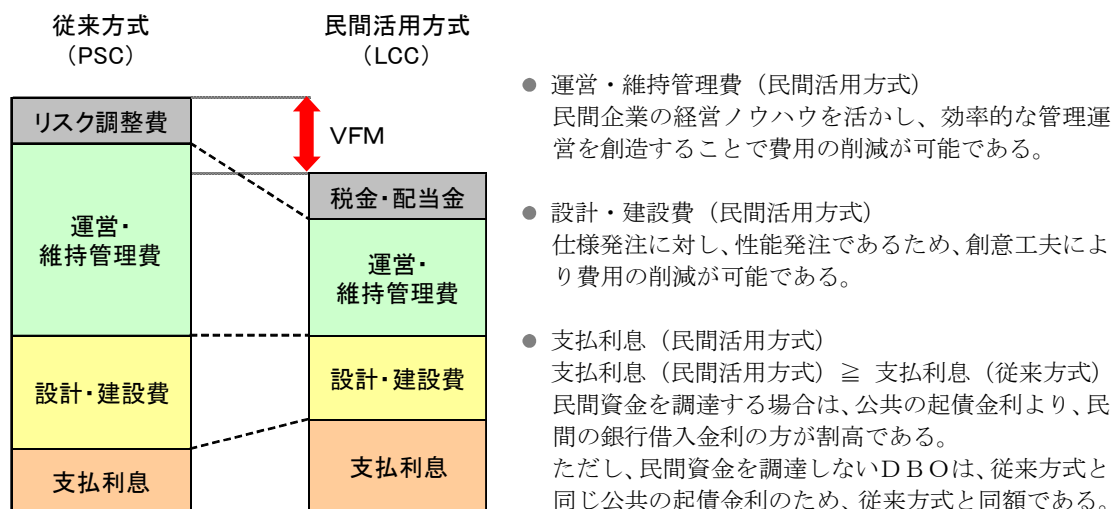 従来方式
（PSC）
民間活用方式
（LCC）
リスク調整費
運営・
維持管理費
設計・建設費
支払利息
VFM
税金・配当金
運営・
維持管理費
設計・建設費
支払利息
● 運営・維持管理費（民間活用方式）
民間企業の経営ノウハウを活かし、効率的な管理運
営を創造することで費用の削減が可能である。
● 設計・建設費（民間活用方式）
仕様発注に対し、性能発注であるため、創意工夫によ
り費用の削減が可能である。
● 支払利息（民間活用方式）
支払利息（民間活用方式）≧ 支払利息（従来方式）
民間資金を調達する場合は、公共の起債金利より、民
間の銀行借入金利の方が割高である。
ただし、民間資金を調達しないＤＢＯは、従来方式と
同じ公共の起債金利のため、従来方式と同額である。